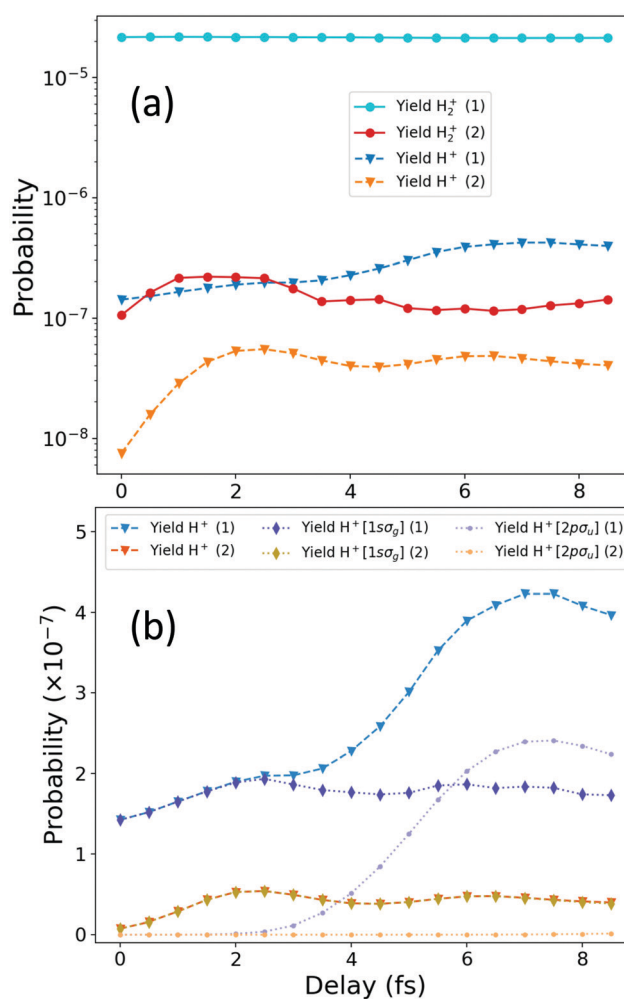 10⁻⁵
(a)
Yield H₂⁺ (1)
Yield H₂⁺ (2)
Yield H⁺ (1)
Yield H⁺ (2)
10⁻⁶
Probability
10⁻⁷
10⁻⁸
0 2 4 6 8
Yield H⁺ (1) Yield H⁺[1sσg] (1) Yield H⁺[2pσu] (1)
Yield H⁺ (2) Yield H⁺[1sσg] (2) Yield H⁺[2pσu] (2)
(b)
5
4
3
2
1
0
Probability (×10⁻⁷)
0 2 4 6 8
Delay (fs)